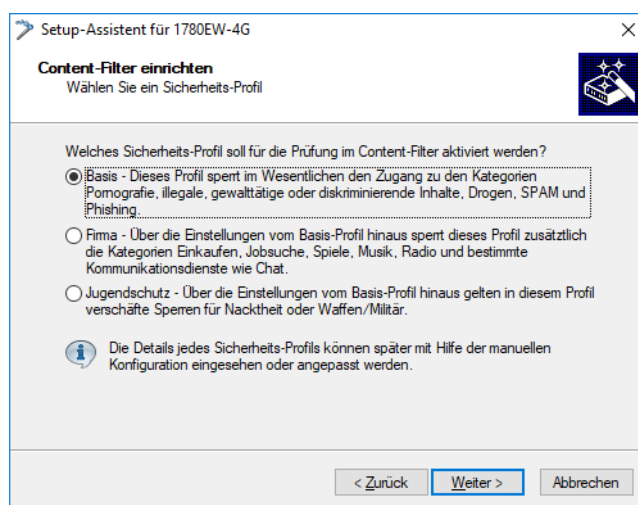 Setup-Assistent für 1780EW-4G
Content-Filter einrichten
Wählen Sie ein Sicherheits-Profil
Welches Sicherheits-Profil soll für die Prüfung im Content-Filter aktiviert werden?
Basis - Dieses Profil sperrt im Wesentlichen den Zugang zu den Kategorien
Pornografie, illegale, gewalttätige oder diskriminierende Inhalte, Drogen, SPAM und
Phishing.
Firma - Über die Einstellungen vom Basis-Profil hinaus sperrt dieses Profil zusätzlich
die Kategorien Einkaufen, Jobsuche, Spiele, Musik, Radio und bestimmte
Kommunikationsdienste wie Chat.
Jugendschutz - Über die Einstellungen vom Basis-Profil hinaus gelten in diesem Profil
verschäfte Sperren für Nacktheit oder Waffen/Militär.
Die Details jedes Sicherheits-Profils können später mit Hilfe der manuellen
Konfiguration eingesehen oder angepasst werden.
< Zurück Weiter > Abbrechen